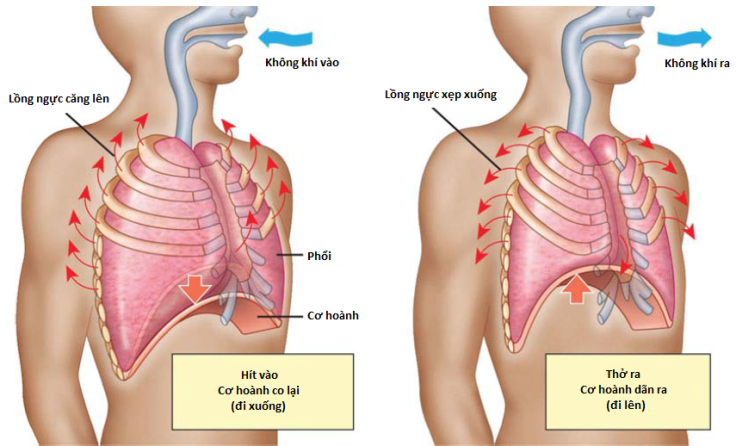 Không khí vào
Lồng ngực căng lên
Phổi
Cơ hoành
Hít vào
Cơ hoành co lại
(đi xuống)
Không khí ra
Lồng ngực xẹp xuống
Thở ra
Cơ hoành dãn ra
(đi lên)